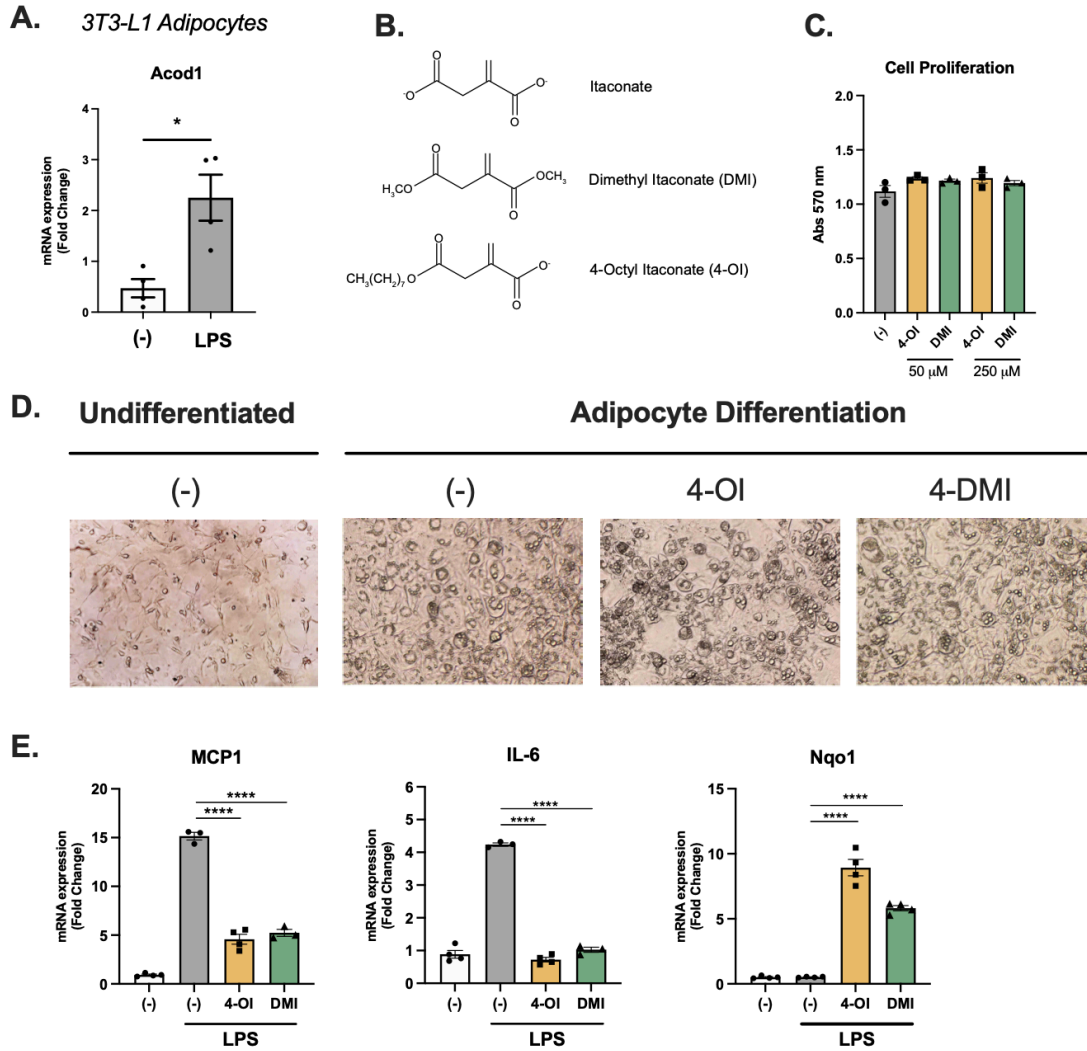 A.
3T3-L1 Adipocytes
Acod1
mRNA expression
(Fold Change)
4
3
2
1
0
*
(-)
LPS
B.
O
-O
O-
O
Itaconate
O
H3CO
OCH3
O
Dimethyl Itaconate (DMI)
O
CH3(CH2)7O
O-
O
4-Octyl Itaconate (4-OI)
C.
Cell Proliferation
Abs 570 nm
2.0
1.5
1.0
0.5
0.0
(-)
4-OI
DMI
4-OI
DMI
50 μM
250 μM
D.
Undifferentiated
Adipocyte Differentiation
(-)
(-)
4-OI
4-DMI
E.
MCP1
mRNA expression
(Fold Change)
20
15
10
5
0
****
****
(-)
(-)
4-OI
DMI
LPS
IL-6
mRNA expression
(Fold Change)
6
5
4
3
2
1
0
****
****
(-)
(-)
4-OI
DMI
LPS
Nqo1
mRNA expression
(Fold Change)
15
10
5
0
****
****
(-)
(-)
4-OI
DMI
LPS